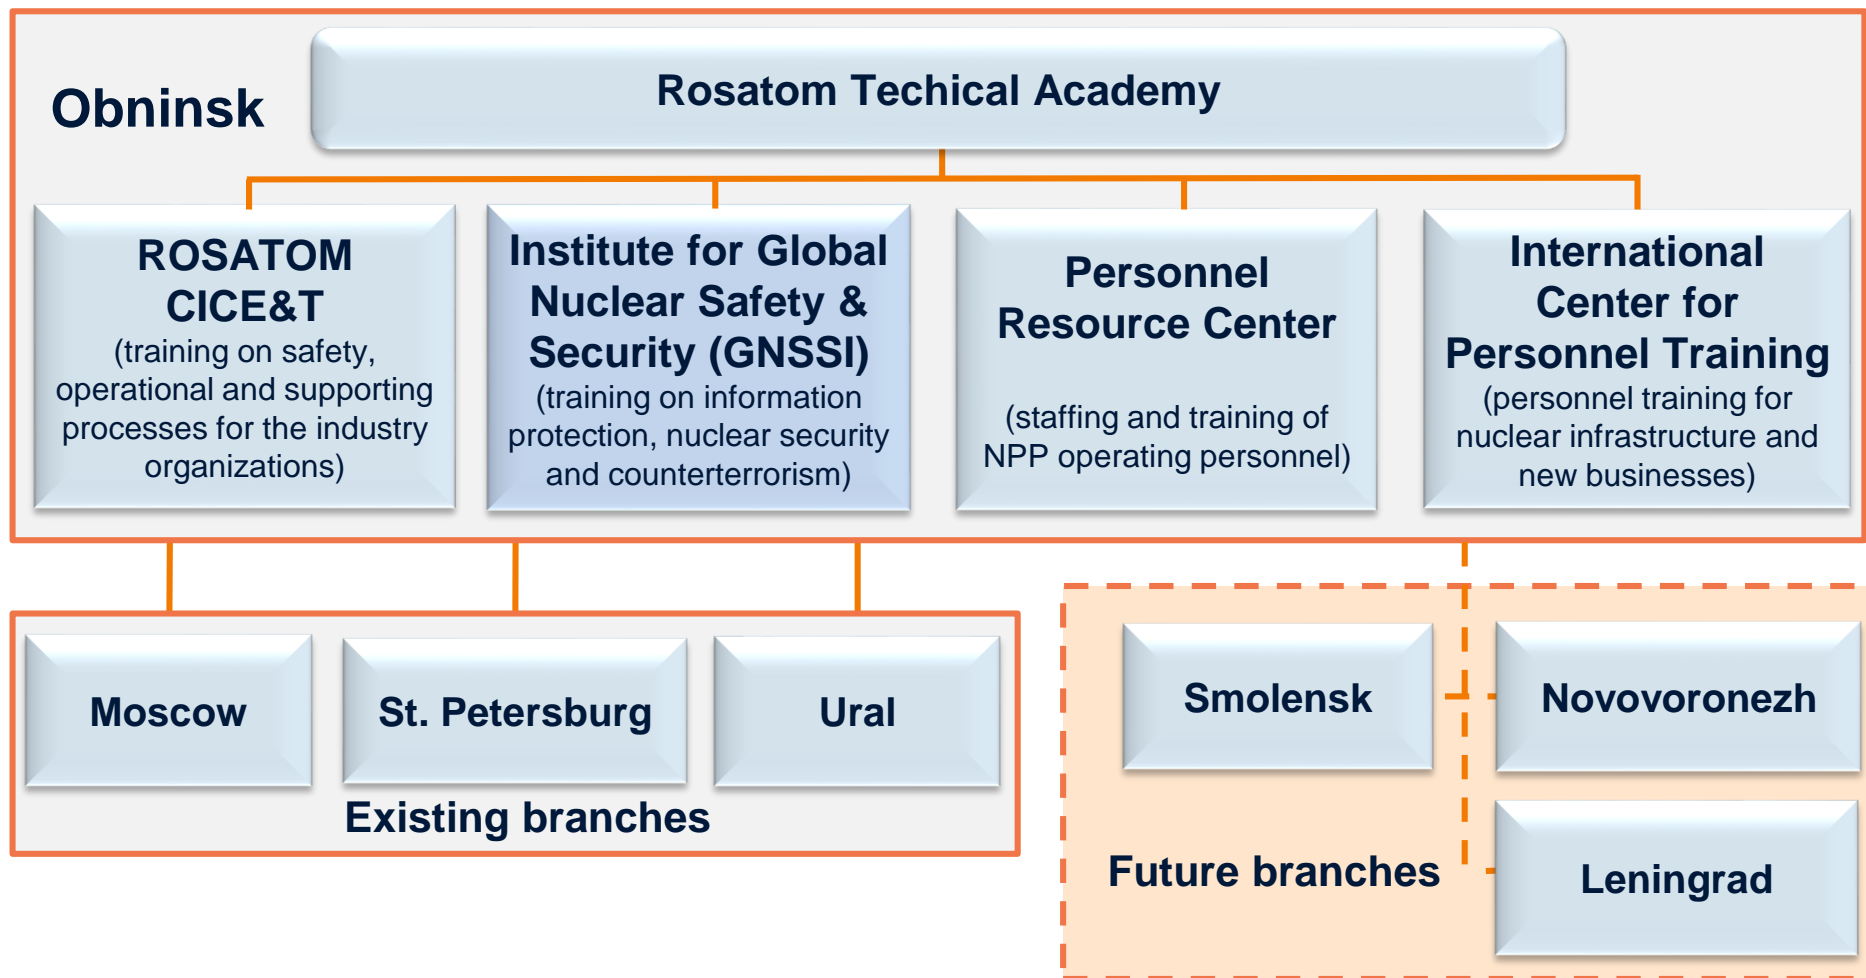 Obninsk
Rosatom Techical Academy
ROSATOM
CICE&T
(training on safety,
operational and supporting
processes for the industry
organizations)
Institute for Global
Nuclear Safety &
Security (GNSSI)
(training on information
protection, nuclear security
and counterterrorism)
Personnel
Resource Center
(staffing and training of
NPP operating personnel)
International
Center for
Personnel Training
(personnel training for
nuclear infrastructure and
new businesses)
Moscow
St. Petersburg
Ural
Existing branches
Smolensk
Novovoronezh
Future branches
Leningrad